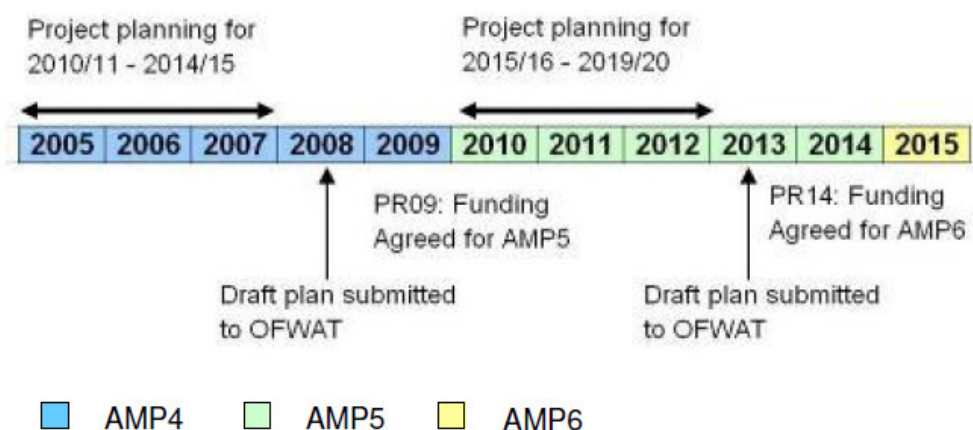 Project planning for
2010/11 - 2014/15
Project planning for
2015/16 - 2019/20
2005 2006 2007 2008 2009 2010 2011 2012 2013 2014 2015
PR09: Funding
Agreed for AMP5
PR14: Funding
Agreed for AMP6
Draft plan submitted
to OFWAT
Draft plan submitted
to OFWAT
AMP4 AMP5 AMP6